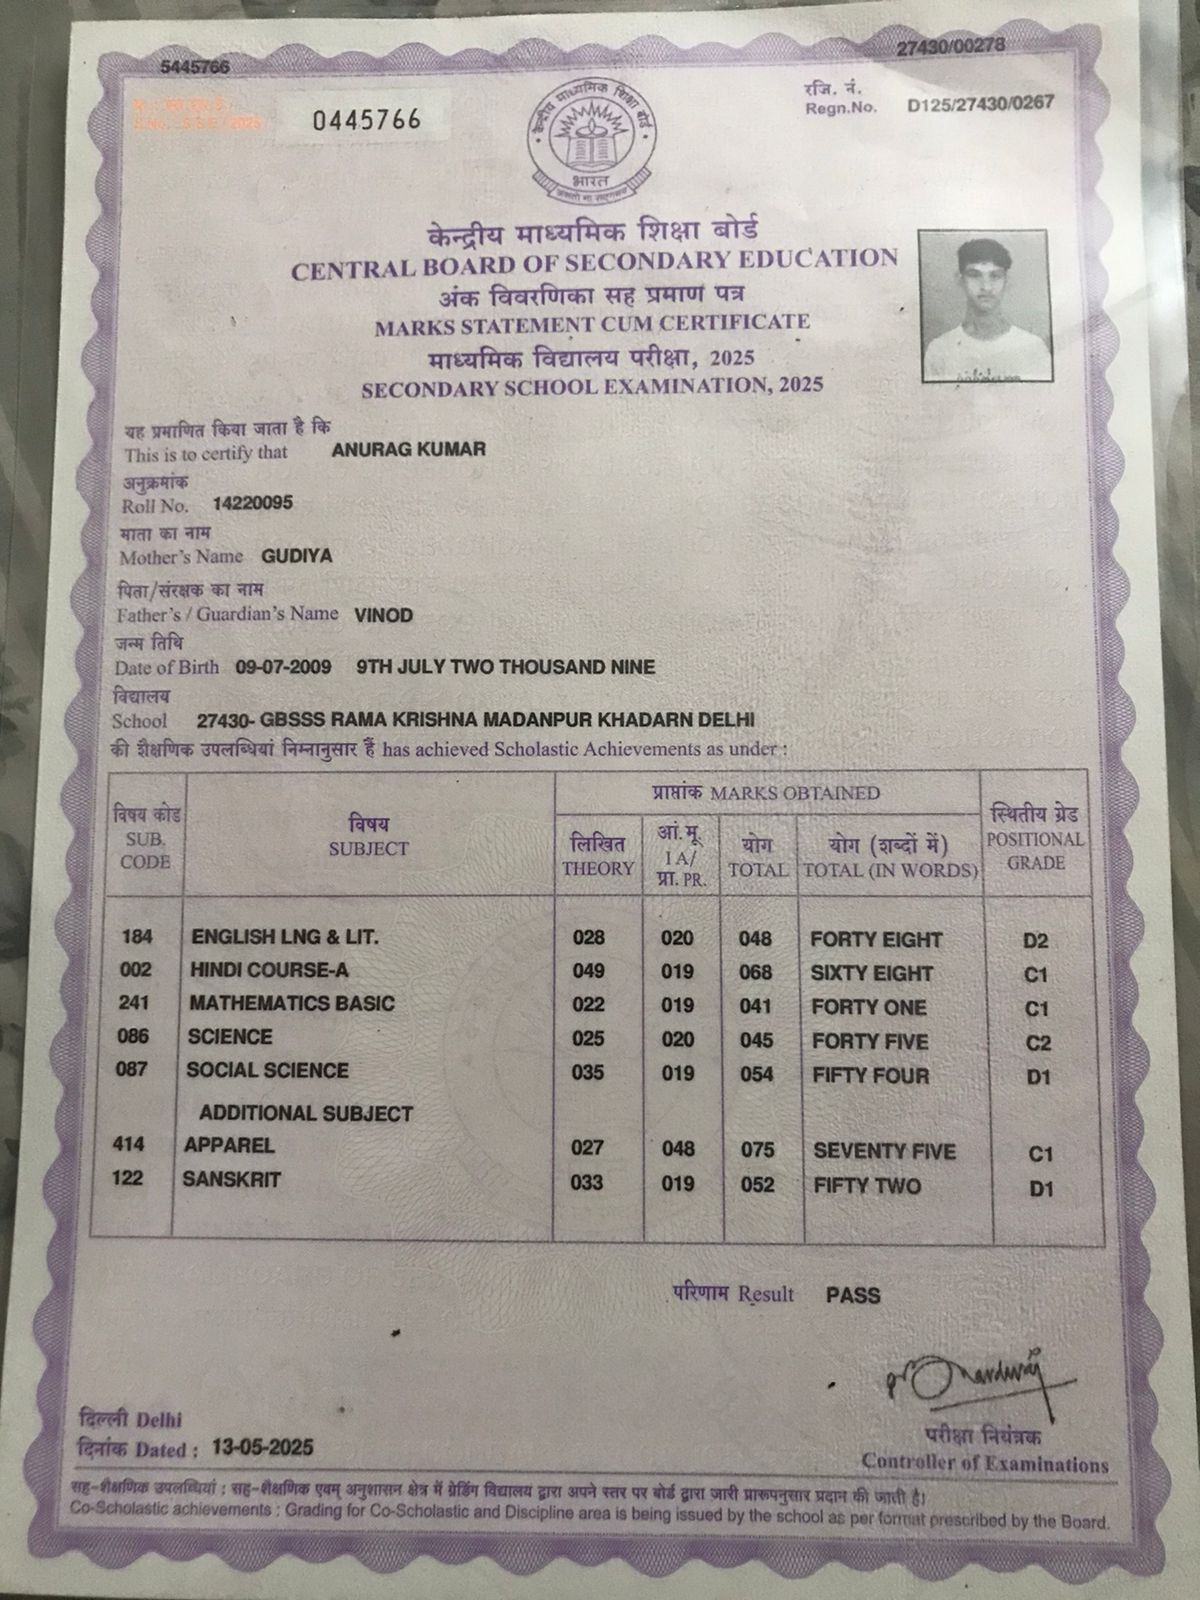 5445766
27430/00278
0445766
रजि. नं.
Regn.No. D125/27430/0267
केन्द्रीय माध्यमिक शिक्षा बोर्ड
भारत
केन्द्रीय माध्यमिक शिक्षा बोर्ड
CENTRAL BOARD OF SECONDARY EDUCATION
अंक विवरणिका सह प्रमाण पत्र
MARKS STATEMENT CUM CERTIFICATE
माध्यमिक विद्यालय परीक्षा, 2025
SECONDARY SCHOOL EXAMINATION, 2025
यह प्रमाणित किया जाता है कि
This is to certify that ANURAG KUMAR
अनुक्रमांक
Roll No. 14220095
माता का नाम
Mother's Name GUDIYA
पिता/संरक्षक का नाम
Father's / Guardian's Name VINOD
जन्म तिथि
Date of Birth 09-07-2009 9TH JULY TWO THOUSAND NINE
विद्यालय
School 27430- GBSSS RAMA KRISHNA MADANPUR KHADARN DELHI
की शैक्षणिक उपलब्धियां निम्नानुसार हैं has achieved Scholastic Achievements as under :
विषय कोड SUB. CODE विषय SUBJECT प्राप्तांक MARKS OBTAINED स्थितीय ग्रेड POSITIONAL GRADE
लिखित THEORY आं.मू. I A/ प्रा. PR. योग TOTAL योग (शब्दों में) TOTAL (IN WORDS)
184 ENGLISH LNG & LIT. 028 020 048 FORTY EIGHT D2
002 HINDI COURSE-A 049 019 068 SIXTY EIGHT C1
241 MATHEMATICS BASIC 022 019 041 FORTY ONE C1
086 SCIENCE 025 020 045 FORTY FIVE C2
087 SOCIAL SCIENCE 035 019 054 FIFTY FOUR D1
ADDITIONAL SUBJECT
414 APPAREL 027 048 075 SEVENTY FIVE C1
122 SANSKRIT 033 019 052 FIFTY TWO D1
परिणाम Result PASS
दिल्ली Delhi
दिनांक Dated : 13-05-2025
परीक्षा नियंत्रक
Controller of Examinations
सह-शैक्षणिक उपलब्धियां : सह-शैक्षणिक एवम् अनुशासन क्षेत्र में ग्रेडिंग विद्यालय द्वारा अपने स्तर पर बोर्ड द्वारा जारी प्रारूपनुसार प्रदान की जाती है।
Co-Scholastic achievements : Grading for Co-Scholastic and Discipline area is being issued by the school as per format prescribed by the Board.